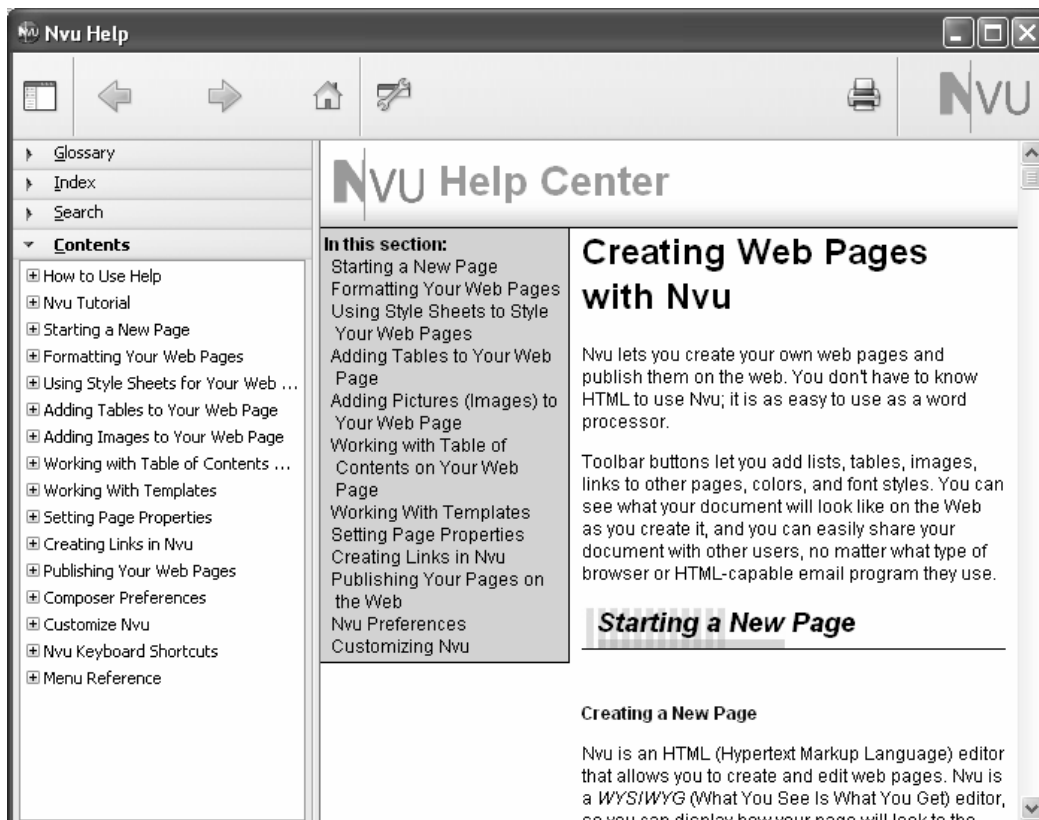 Nvu Help
NVU
Glossary
Index
Search
Contents
How to Use Help
Nvu Tutorial
Starting a New Page
Formatting Your Web Pages
Using Style Sheets for Your Web ...
Adding Tables to Your Web Page
Adding Images to Your Web Page
Working with Table of Contents ...
Working With Templates
Setting Page Properties
Creating Links in Nvu
Publishing Your Web Pages
Composer Preferences
Customize Nvu
Nvu Keyboard Shortcuts
Menu Reference
NVU Help Center
In this section:
Starting a New Page
Formatting Your Web Pages
Using Style Sheets to Style
Your Web Pages
Adding Tables to Your Web
Page
Adding Pictures (Images) to
Your Web Page
Working with Table of
Contents on Your Web
Page
Working With Templates
Setting Page Properties
Creating Links in Nvu
Publishing Your Pages on
the Web
Nvu Preferences
Customizing Nvu
Creating Web Pages
with Nvu
Nvu lets you create your own web pages and
publish them on the web. You don't have to know
HTML to use Nvu; it is as easy to use as a word
processor.
Toolbar buttons let you add lists, tables, images,
links to other pages, colors, and font styles. You can
see what your document will look like on the Web
as you create it, and you can easily share your
document with other users, no matter what type of
browser or HTML-capable email program they use.
Starting a New Page
Creating a New Page
Nvu is an HTML (Hypertext Markup Language) editor
that allows you to create and edit web pages. Nvu is
a WYSIWYG (What You See Is What You Get) editor,
so you can display how your page will look to the